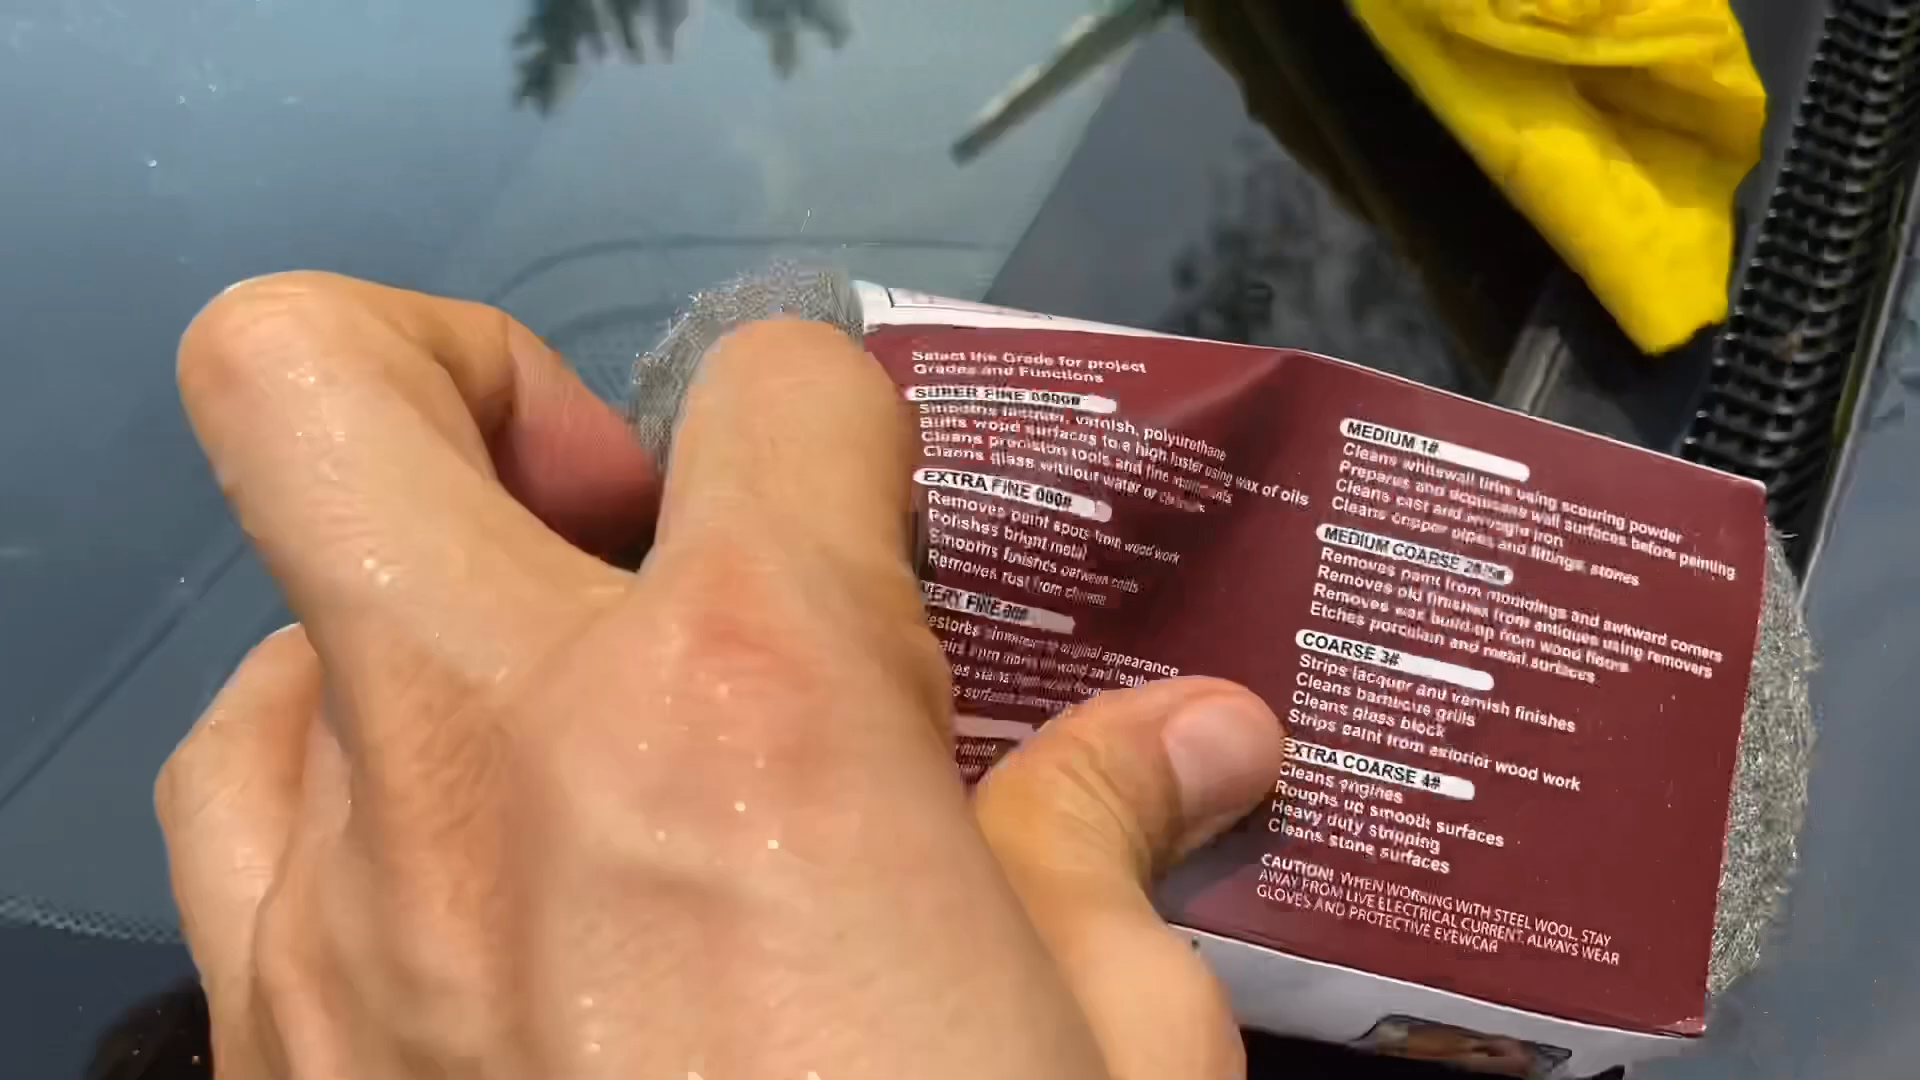 Select the Grade for project
Grades and Functions
SUPER FINE 0000#
Smooths lacquer, varnish, polyurethane
Buffs wood surfaces to a high luster using wax of oils
Cleans precision tools and fine
Cleans glass without water or
EXTRA FINE 000#
Removes paint spots from wood work
Polishes bright metal
Smooths finishes between coats
Removes rust from chrome
FINE
original appearance
wood and
MEDIUM 1#
Cleans whitewall tires using scouring powder
Prepares and wall surfaces before painting
Cleans cast and iron
Cleans copper pipes and fittings, stones
MEDIUM COARSE
Removes paint from mouldings and awkward corners
Removes old finishes from antiques using removers
Removes wax build-up from wood floors
Etches porcelain and metal surfaces
COARSE 3#
Strips lacquer and varnish finishes
Cleans barbecue grills
Cleans glass block
Strips paint from exterior wood work
EXTRA COARSE 4#
Cleans engines
Roughs up smooth surfaces
Heavy duty stripping
Cleans stone surfaces
CAUTION! WHEN WORKING WITH STEEL WOOL, STAY
AWAY FROM LIVE ELECTRICAL CURRENT, ALWAYS WEAR
GLOVES AND PROTECTIVE EYEWEAR